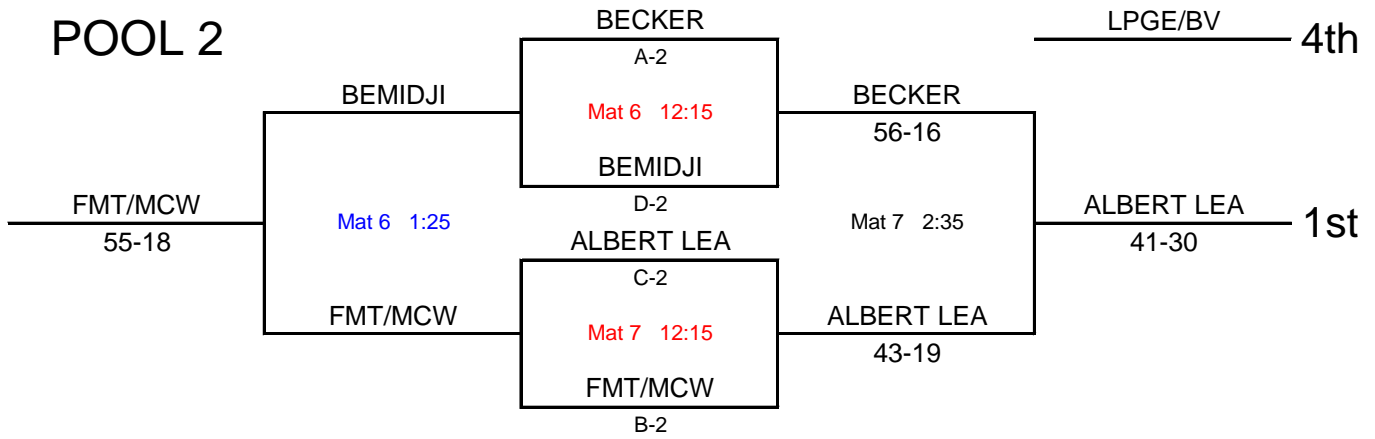 POOL 2
BECKER
LPGE/BV
4th
A-2
BEMIDJI
Mat 6 12:15
BECKER
56-16
BEMIDJI
D-2
FMT/MCW
55-18
Mat 6 1:25
Mat 7 2:35
ALBERT LEA
41-30
1st
ALBERT LEA
C-2
FMT/MCW
Mat 7 12:15
ALBERT LEA
43-19
FMT/MCW
B-2